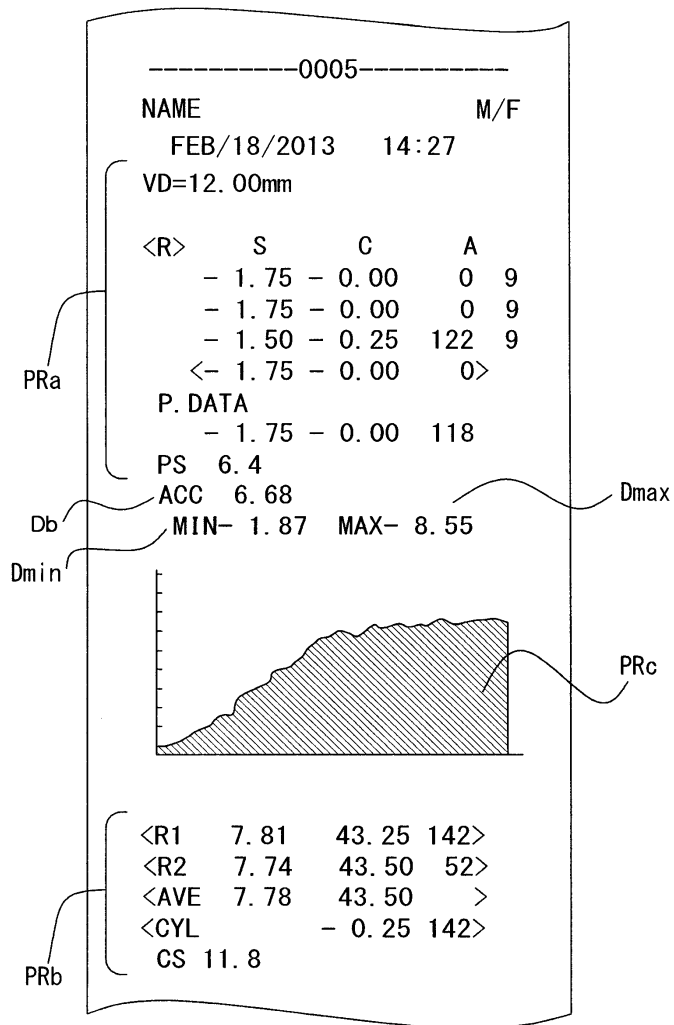 ----------0005----------
NAME M/F
FEB/18/2013 14:27
VD=12.00mm
<R> S C A
- 1.75 - 0.00 0 9
- 1.75 - 0.00 0 9
- 1.50 - 0.25 122 9
<- 1.75 - 0.00 0>
PRa
P.DATA
- 1.75 - 0.00 118
PS 6.4
ACC 6.68
Dmax
Db
MIN- 1.87 MAX- 8.55
Dmin
PRc
<R1 7.81 43.25 142>
<R2 7.74 43.50 52>
<AVE 7.78 43.50 >
<CYL - 0.25 142>
CS 11.8
PRb